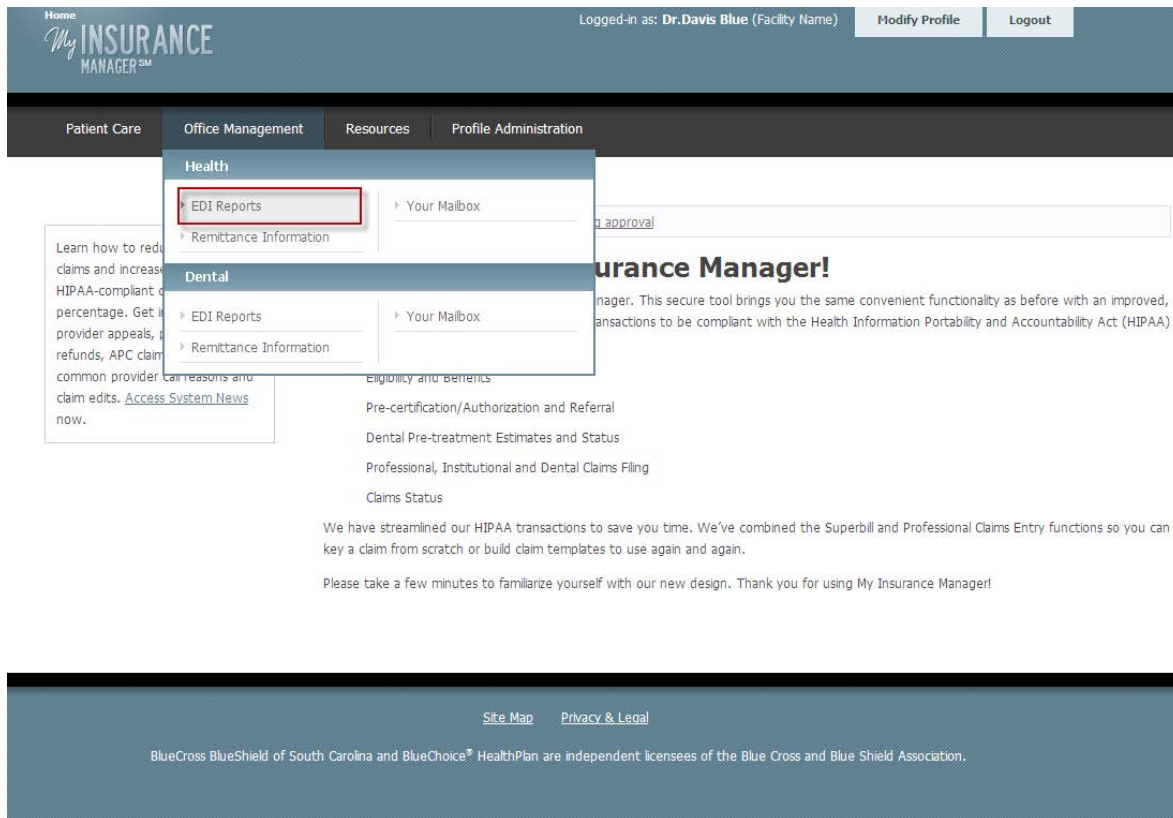 Home
My INSURANCE
MANAGER SM
Logged-in as: Dr.Davis Blue (Facility Name)
Modify Profile
Logout
Patient Care
Office Management
Resources
Profile Administration
Health
EDI Reports
Your Mailbox
Remittance Information
Dental
EDI Reports
Your Mailbox
Remittance Information
Learn how to
claims and
HIPAA-compliant
percentage. Get
provider appeals,
refunds, APC
common provider call reasons and
claim edits. Access System News
now.
approval
Manager!
This secure tool brings you the same convenient functionality as before with an improved,
to be compliant with the Health Information Portability and Accountability Act (HIPAA)
Eligibility and Benefits
Pre-certification/Authorization and Referral
Dental Pre-treatment Estimates and Status
Professional, Institutional and Dental Claims Filing
Claims Status
We have streamlined our HIPAA transactions to save you time. We've combined the Superbill and Professional Claims Entry functions so you can
key a claim from scratch or build claim templates to use again and again.
Please take a few minutes to familiarize yourself with our new design. Thank you for using My Insurance Manager!
Site Map
Privacy & Legal
BlueCross BlueShield of South Carolina and BlueChoice® HealthPlan are independent licensees of the Blue Cross and Blue Shield Association.